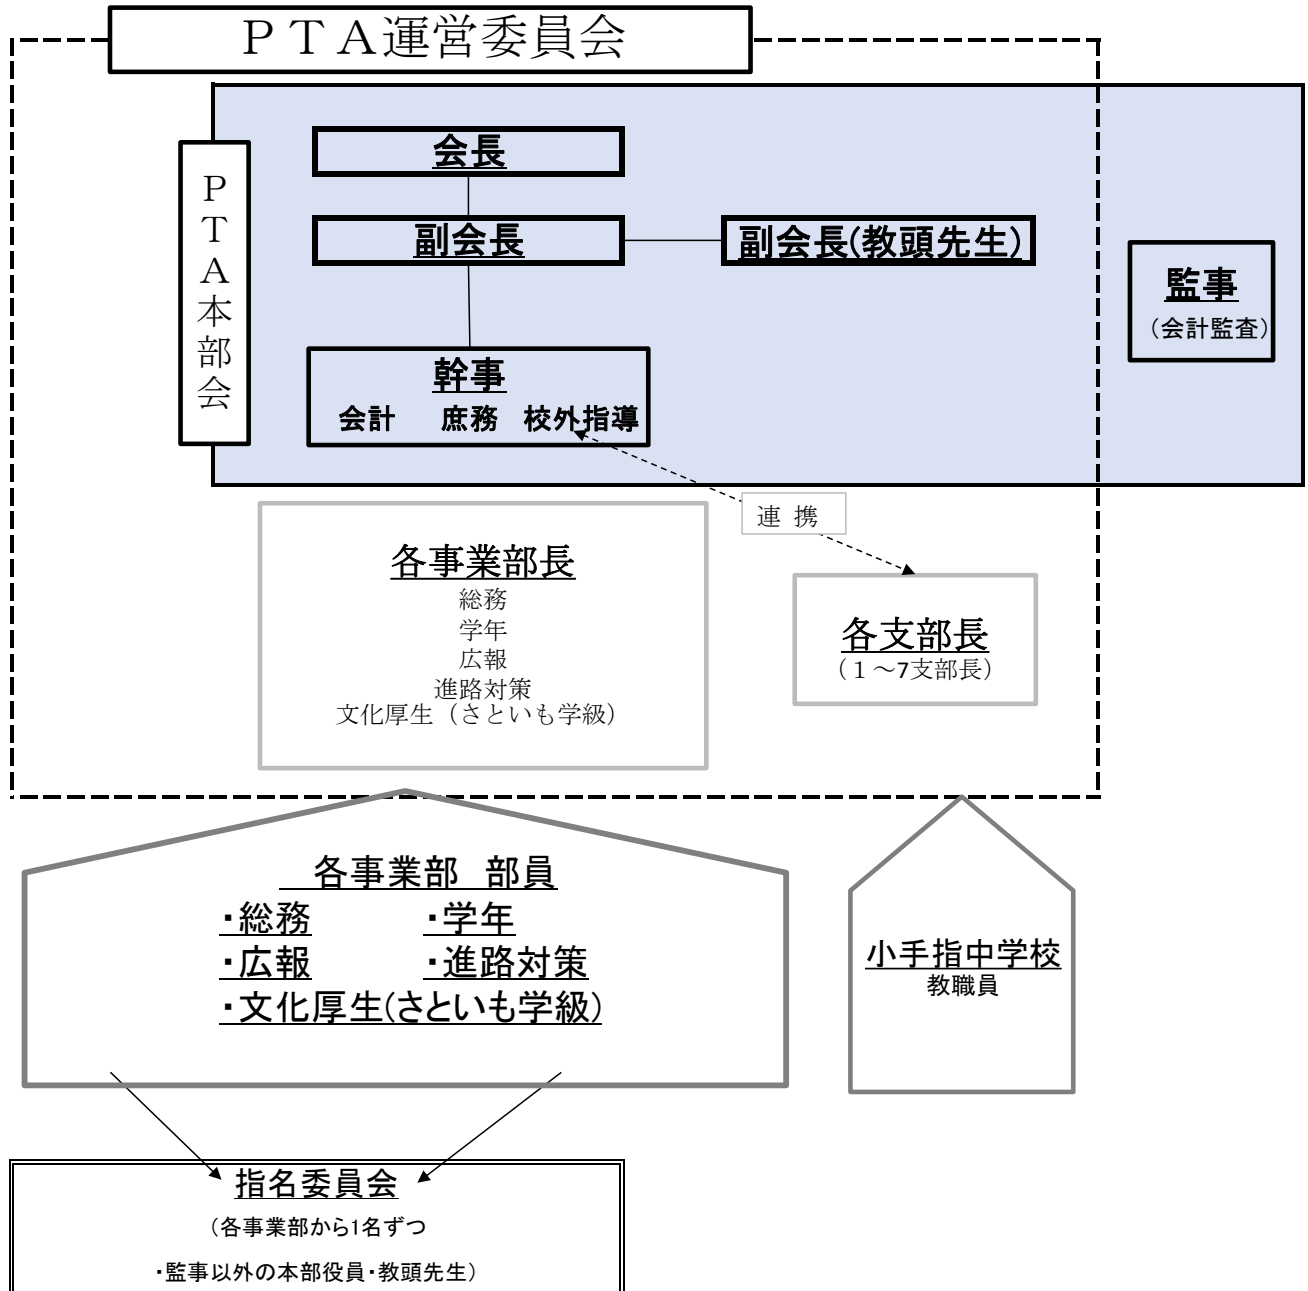 ＰＴＡ運営委員会
ＰＴＡ本部会
会長
副会長
副会長(教頭先生)
監事
（会計監査）
幹事
会計 庶務 校外指導
連 携
各事業部長
総務
学年
広報
進路対策
文化厚生（さといも学級）
各支部長
（１～7支部長）
各事業部 部員
・総務 ・学年
・広報 ・進路対策
・文化厚生(さといも学級)
小手指中学校
教職員
指名委員会
（各事業部から1名ずつ
・監事以外の本部役員・教頭先生）